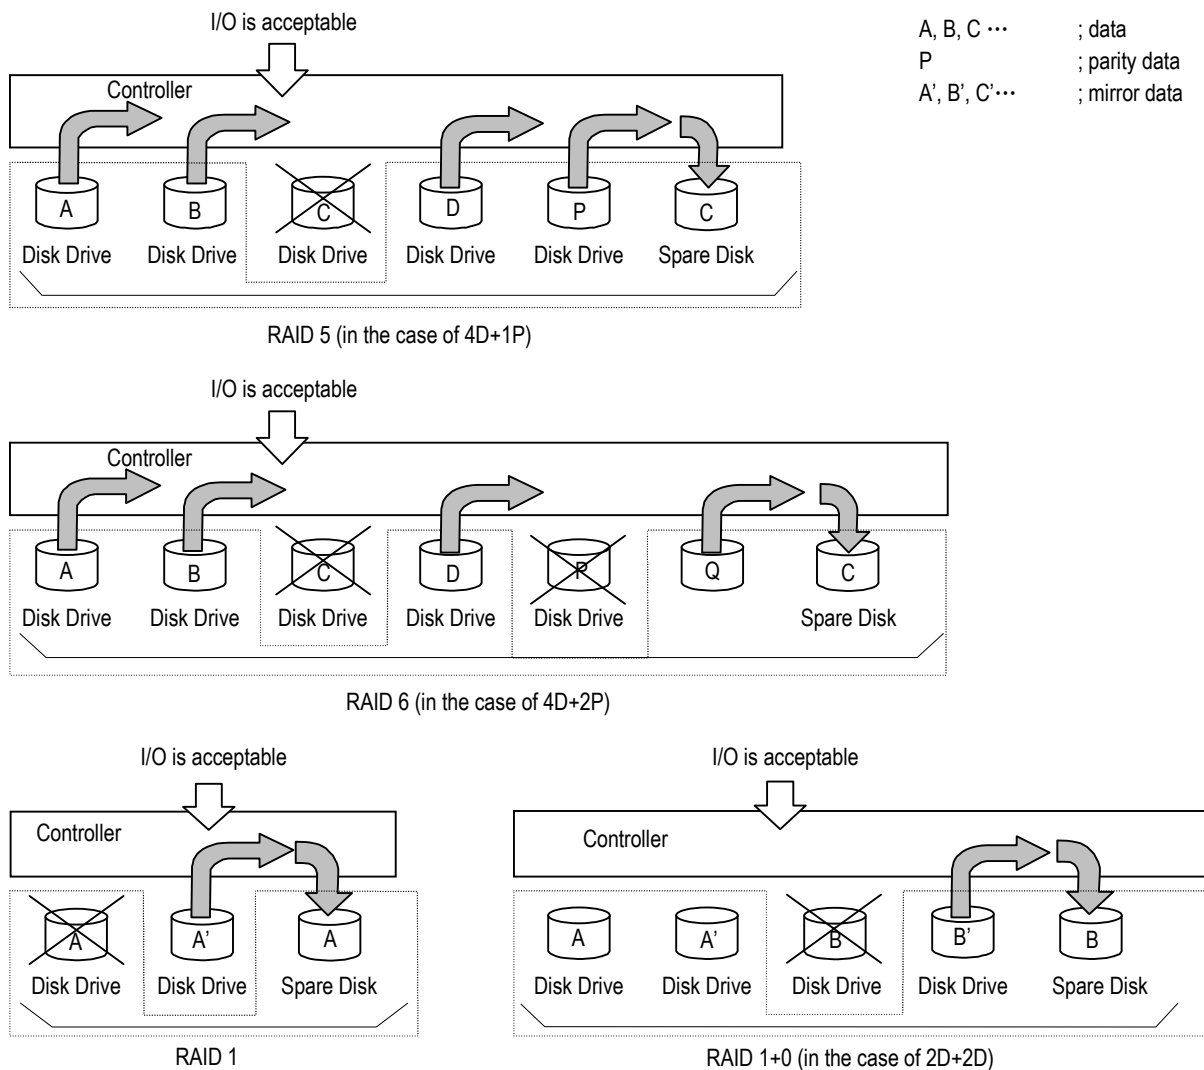 I/O is acceptable
A, B, C ··· ; data
P ; parity data
A', B', C'··· ; mirror data
Controller
A B C D P C
Disk Drive Disk Drive Disk Drive Disk Drive Disk Drive Spare Disk
RAID 5 (in the case of 4D+1P)
I/O is acceptable
Controller
A B C D P Q C
Disk Drive Disk Drive Disk Drive Disk Drive Disk Drive Spare Disk
RAID 6 (in the case of 4D+2P)
I/O is acceptable
Controller
A A' A
Disk Drive Disk Drive Spare Disk
RAID 1
I/O is acceptable
Controller
A A' B B' B
Disk Drive Disk Drive Disk Drive Disk Drive Spare Disk
RAID 1+0 (in the case of 2D+2D)